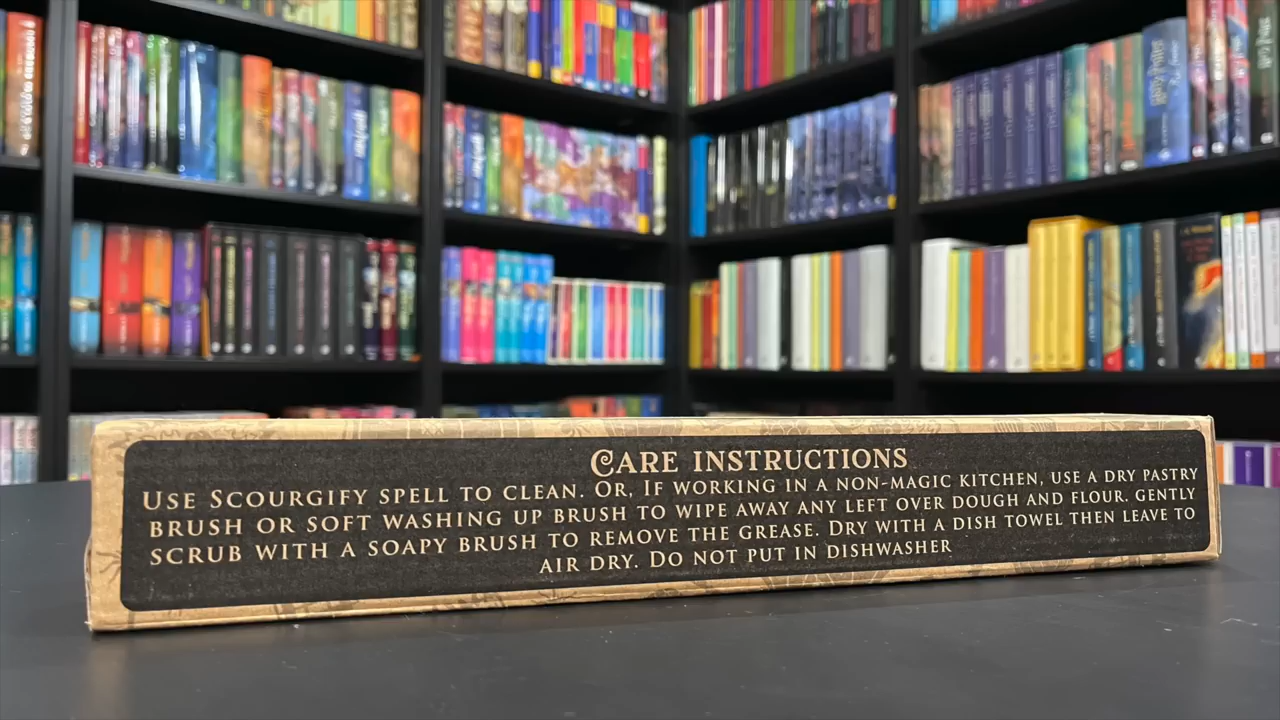 Care instructions
Use Scourgify spell to clean. Or, If working in a non-magic kitchen, use a dry pastry
brush or soft washing up brush to wipe away any left over dough and flour. gently
scrub with a soapy brush to remove the grease. Dry with a dish towel then leave to
air dry. Do not put in dishwasher